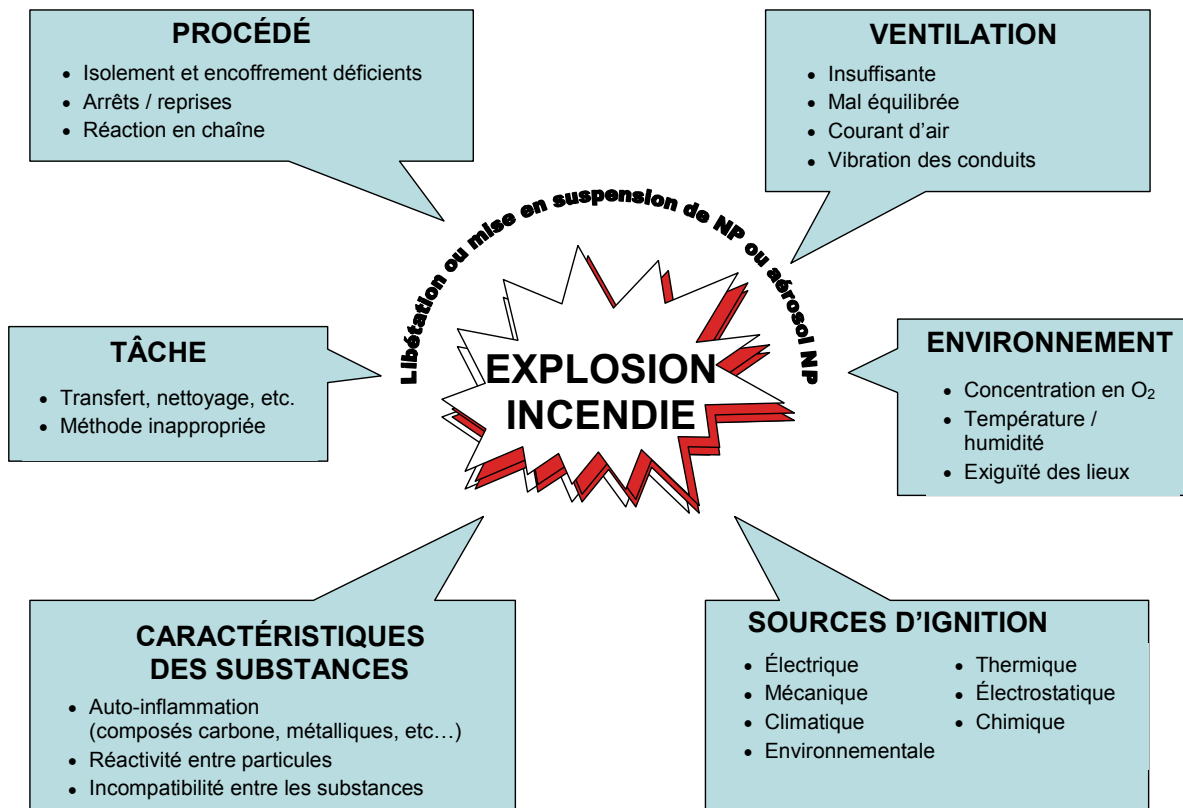 PROCÉDÉ
• Isolement et encoffrement déficients
• Arrêts / reprises
• Réaction en chaîne
VENTILATION
• Insuffisante
• Mal équilibrée
• Courant d’air
• Vibration des conduits
Libétation ou mise en suspension de NP ou aérosol NP
TÂCHE
• Transfert, nettoyage, etc.
• Méthode inappropriée
EXPLOSION
INCENDIE
ENVIRONNEMENT
• Concentration en O₂
• Température /
humidité
• Exiguïté des lieux
CARACTÉRISTIQUES
DES SUBSTANCES
• Auto-inflammation
(composés carbone, métalliques, etc…)
• Réactivité entre particules
• Incompatibilité entre les substances
SOURCES D’IGNITION
• Électrique
• Mécanique
• Climatique
• Environnementale
• Thermique
• Électrostatique
• Chimique